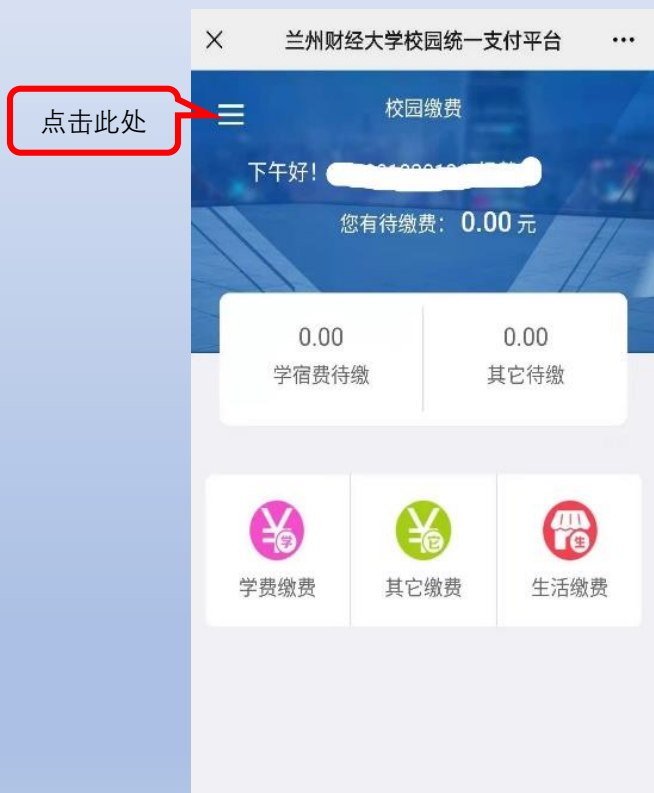 兰州财经大学校园统一支付平台
点击此处
校园缴费
下午好！
您有待缴费： 0.00 元
0.00 0.00
学宿费待缴 其它待缴
学 它 生
学费缴费 其它缴费 生活缴费